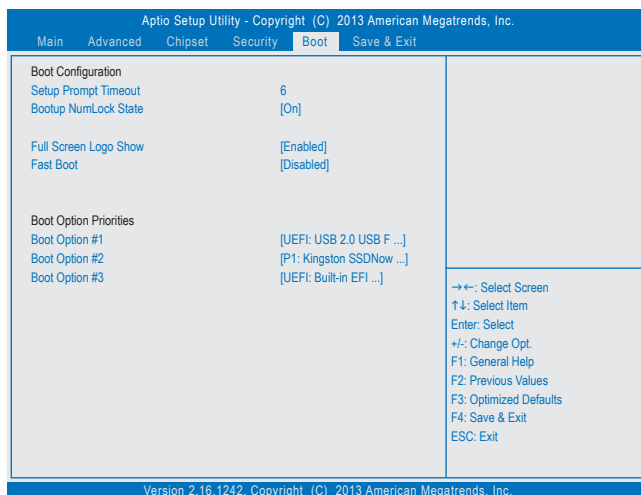 Aptio Setup Utility - Copyright (C) 2013 American Megatrends, Inc.
Main Advanced Chipset Security Boot Save & Exit
Boot Configuration
Setup Prompt Timeout 6
Bootup NumLock State [On]
Full Screen Logo Show [Enabled]
Fast Boot [Disabled]
Boot Option Priorities
Boot Option #1 [UEFI: USB 2.0 USB F ...]
Boot Option #2 [P1: Kingston SSDNow ...]
Boot Option #3 [UEFI: Built-in EFI ...]
→←: Select Screen
↑↓: Select Item
Enter: Select
+/-: Change Opt.
F1: General Help
F2: Previous Values
F3: Optimized Defaults
F4: Save & Exit
ESC: Exit
Version 2.16.1242. Copyright (C) 2013 American Megatrends, Inc.